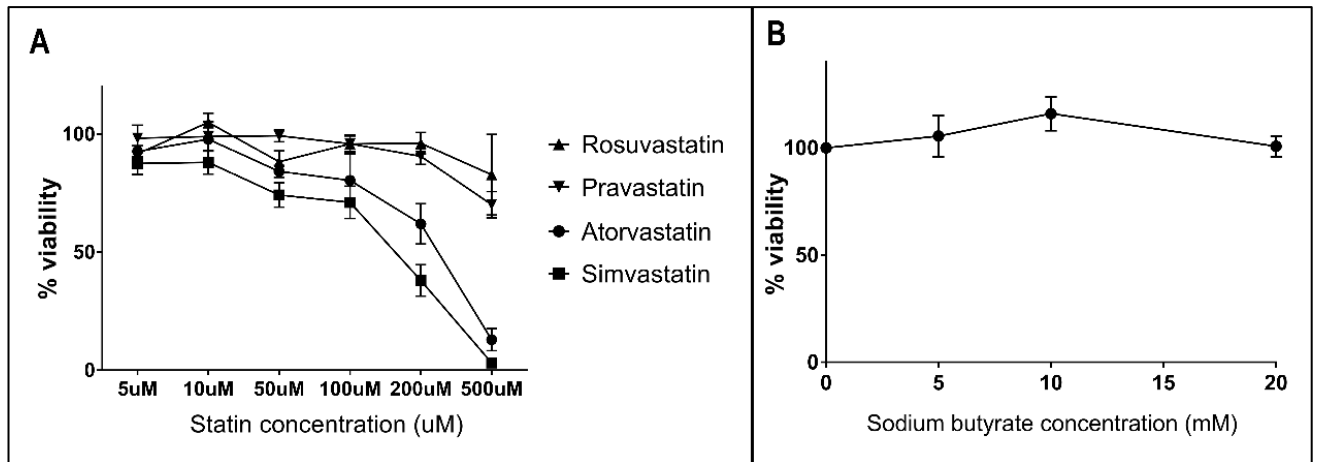 A
% viability
100
50
0
5uM 10uM 50uM 100uM 200uM 500uM
Statin concentration (uM)
Rosuvastatin
Pravastatin
Atorvastatin
Simvastatin
B
% viability
100
50
0
0 5 10 15 20
Sodium butyrate concentration (mM)